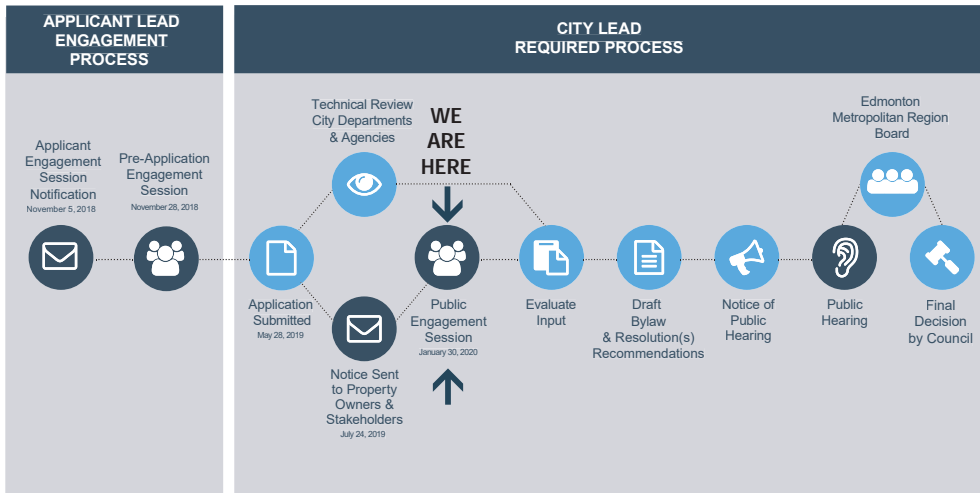 APPLICANT LEAD
ENGAGEMENT
PROCESS
CITY LEAD
REQUIRED PROCESS
Applicant
Engagement
Session
Notification
November 5, 2018
Pre-Application
Engagement
Session
November 28, 2018
Application
Submitted
May 28, 2019
Technical Review
City Departments
& Agencies
Notice Sent
to Property
Owners &
Stakeholders
July 24, 2019
WE
ARE
HERE
Public
Engagement
Session
January 30, 2020
Evaluate
Input
Draft
Bylaw
& Resolution(s)
Recommendations
Notice of
Public
Hearing
Public
Hearing
Edmonton
Metropolitan Region
Board
Final
Decision
by Council